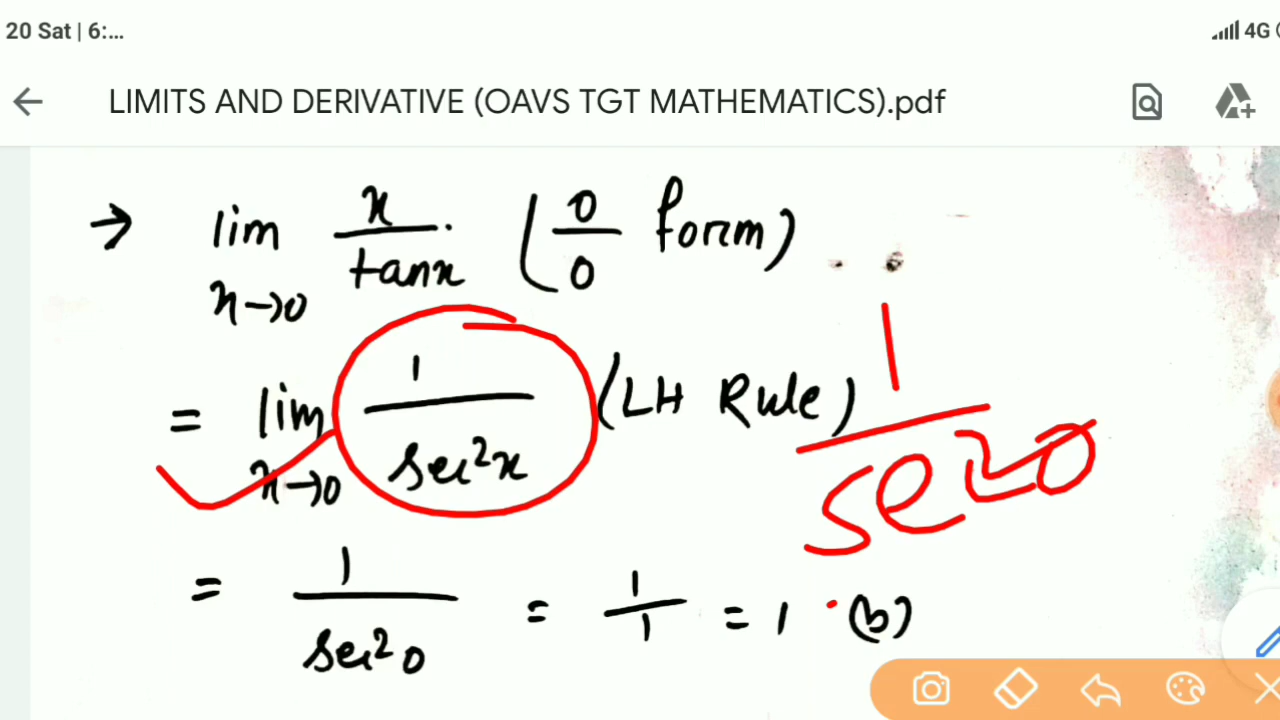 20 Sat | 6:...
4G
LIMITS AND DERIVATIVE (OAVS TGT MATHEMATICS).pdf
→ lim x→0 x/tanx (0/0 form)
= lim x→0 1/sec²x (LH Rule) 1/sec²0
= 1/sec²0 = 1/1 = 1 (b)